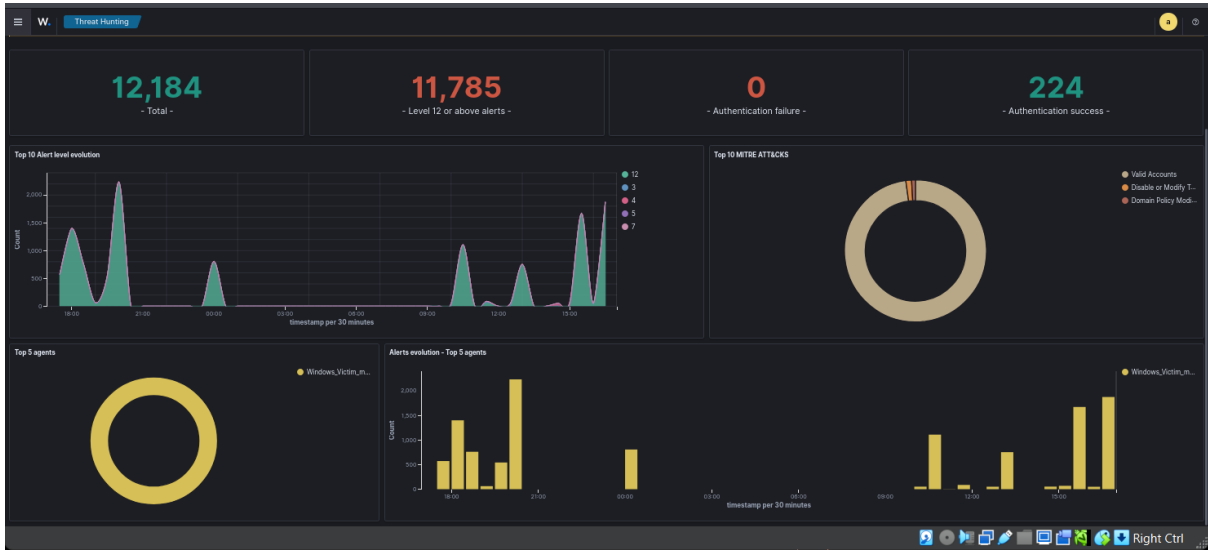 W. Threat Hunting a
12,184
- Total -
11,785
- Level 12 or above alerts -
0
- Authentication failure -
224
- Authentication success -
Top 10 Alert level evolution
12
3
4
5
7
2,000
1,500
1,000
500
0
Count
18:00 21:00 00:00 03:00 06:00 09:00 12:00 15:00
timestamp per 30 minutes
Top 10 MITRE ATT&CKS
Valid Accounts
Disable or Modify T...
Domain Policy Modi...
Top 5 agents
Windows_Victim_m...
Alerts evolution - Top 5 agents
Windows_Victim_m...
2,000
1,500
1,000
500
0
Count
18:00 21:00 00:00 03:00 06:00 09:00 12:00 15:00
timestamp per 30 minutes
Right Ctrl